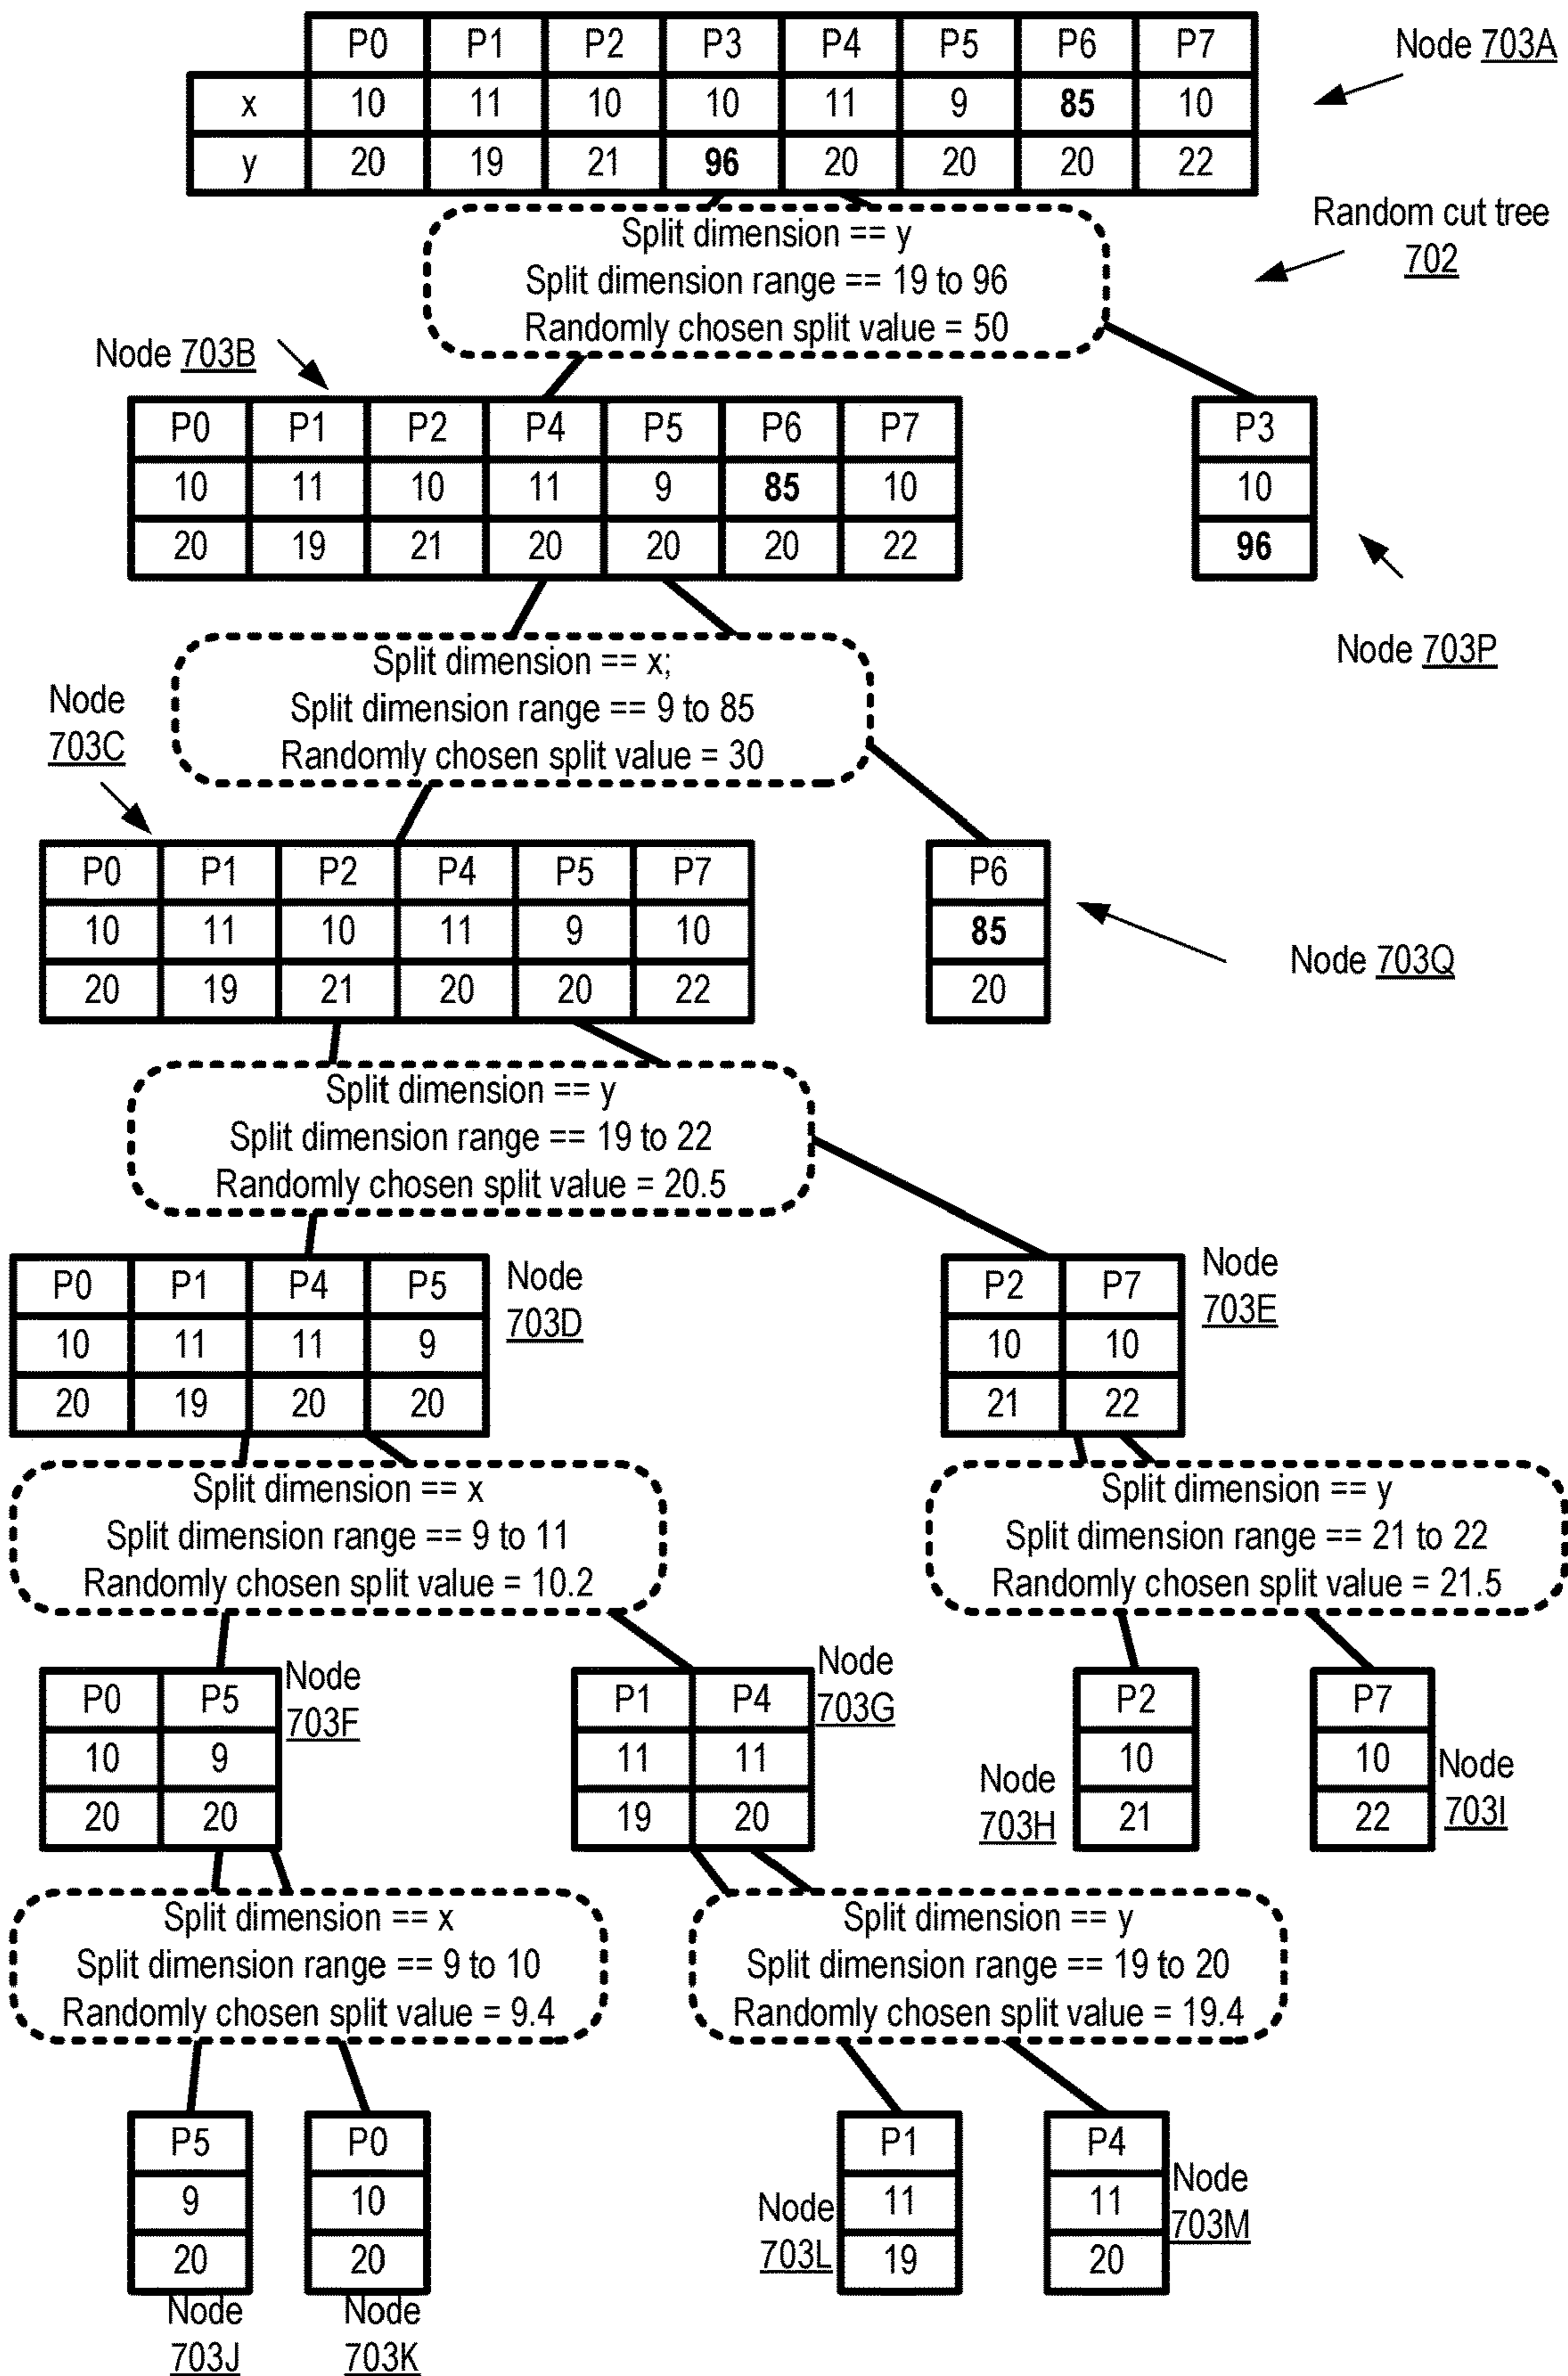 P0 P1 P2 P3 P4 P5 P6 P7
x 10 11 10 10 11 9 85 10
y 20 19 21 96 20 20 20 22
Node 703A
Random cut tree
702
Split dimension == y
Split dimension range == 19 to 96
Randomly chosen split value = 50
Node 703B
P0 P1 P2 P4 P5 P6 P7
10 11 10 11 9 85 10
20 19 21 20 20 20 22
P3
10
96
Node 703P
Split dimension == x;
Split dimension range == 9 to 85
Randomly chosen split value = 30
Node
703C
P0 P1 P2 P4 P5 P7
10 11 10 11 9 10
20 19 21 20 20 22
P6
85
20
Node 703Q
Split dimension == y
Split dimension range == 19 to 22
Randomly chosen split value = 20.5
P0 P1 P4 P5
10 11 11 9
20 19 20 20
Node
703D
P2 P7
10 10
21 22
Node
703E
Split dimension == x
Split dimension range == 9 to 11
Randomly chosen split value = 10.2
Split dimension == y
Split dimension range == 21 to 22
Randomly chosen split value = 21.5
P0 P5
10 9
20 20
Node
703F
P1 P4
11 11
19 20
Node
703G
P2
10
21
Node
703H
P7
10
22
Node
703I
Split dimension == x
Split dimension range == 9 to 10
Randomly chosen split value = 9.4
Split dimension == y
Split dimension range == 19 to 20
Randomly chosen split value = 19.4
P5
9
20
Node
703J
P0
10
20
Node
703K
P1
11
19
Node
703L
P4
11
20
Node
703M